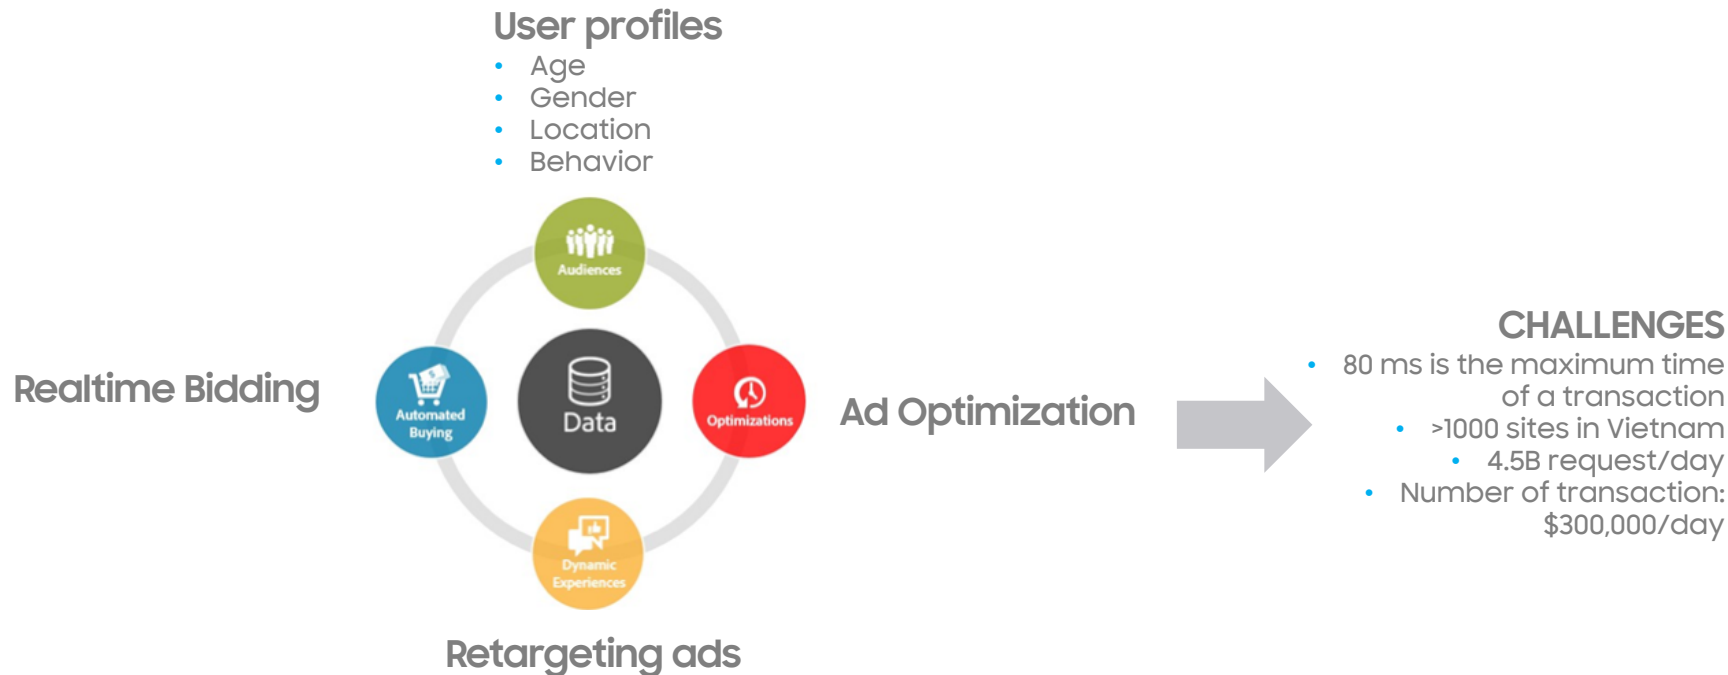 User profiles
• Age
• Gender
• Location
• Behavior
Audiences
Realtime Bidding
Automated
Buying
Data
Optimizations
Ad Optimization
Dynamic
Experiences
Retargeting ads
CHALLENGES
• 80 ms is the maximum time
of a transaction
• >1000 sites in Vietnam
• 4.5B request/day
• Number of transaction:
$300,000/day